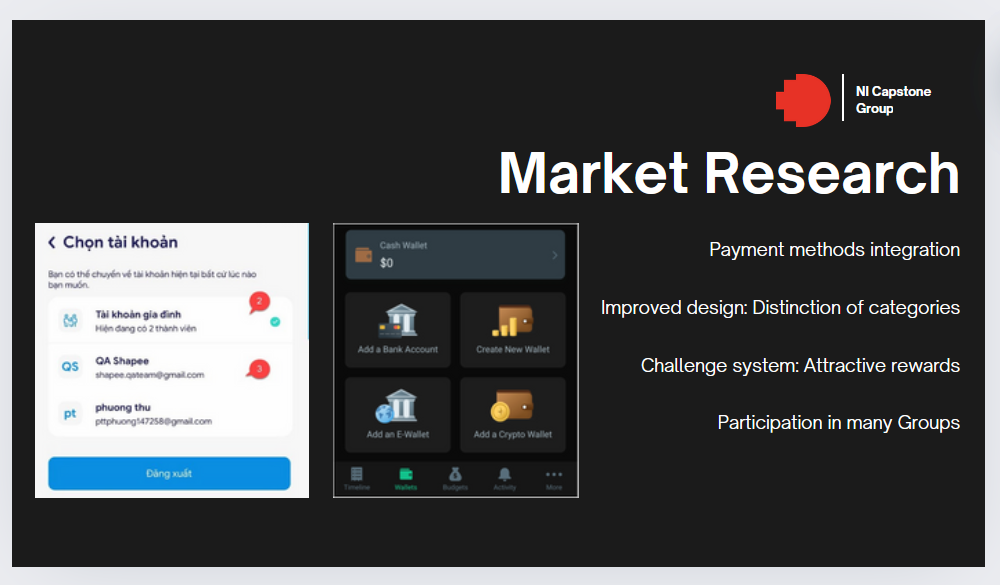 NI Capstone
Group
Market Research
Chọn tài khoản
Bạn có thể chuyển về tài khoản hiện tại bất cứ lúc nào
bạn muốn.
2
Tài khoản gia đình
Hiện đang có 2 thành viên
QS
QA Shapee
shapee.qateam@gmail.com
3
pt
phuong thu
pttphuong147258@gmail.com
Đăng xuất
Cash Wallet
$0
Add a Bank Account
Create New Wallet
Add an E-Wallet
Add a Crypto Wallet
Timeline
Wallets
Budgets
Activity
More
Payment methods integration
Improved design: Distinction of categories
Challenge system: Attractive rewards
Participation in many Groups